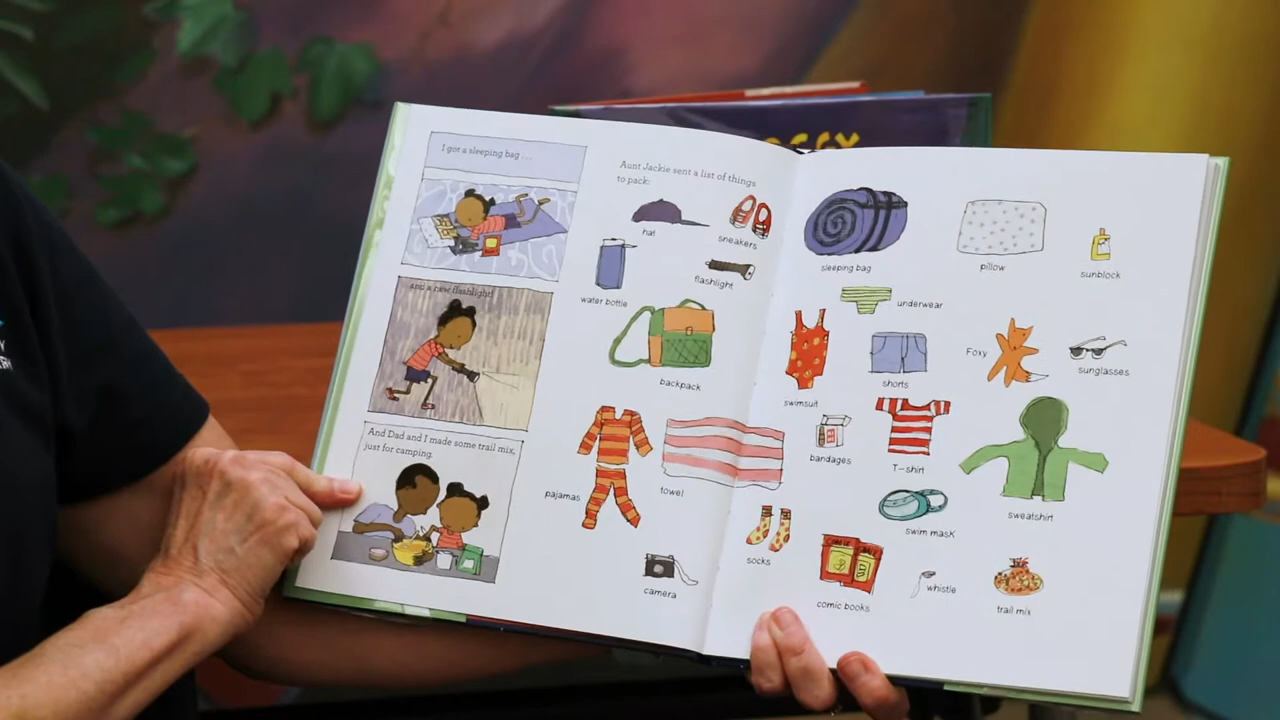 I got a sleeping bag . . .
and a new flashlight!
And Dad and I made some trail mix,
just for camping.
Aunt Jackie sent a list of things
to pack:
hat
sneakers
water bottle
flashlight
backpack
pajamas
towel
camera
sleeping bag
pillow
sunblock
underwear
swimsuit
shorts
Foxy
sunglasses
bandages
T-shirt
sweatshirt
swim mask
socks
comic books
whistle
trail mix